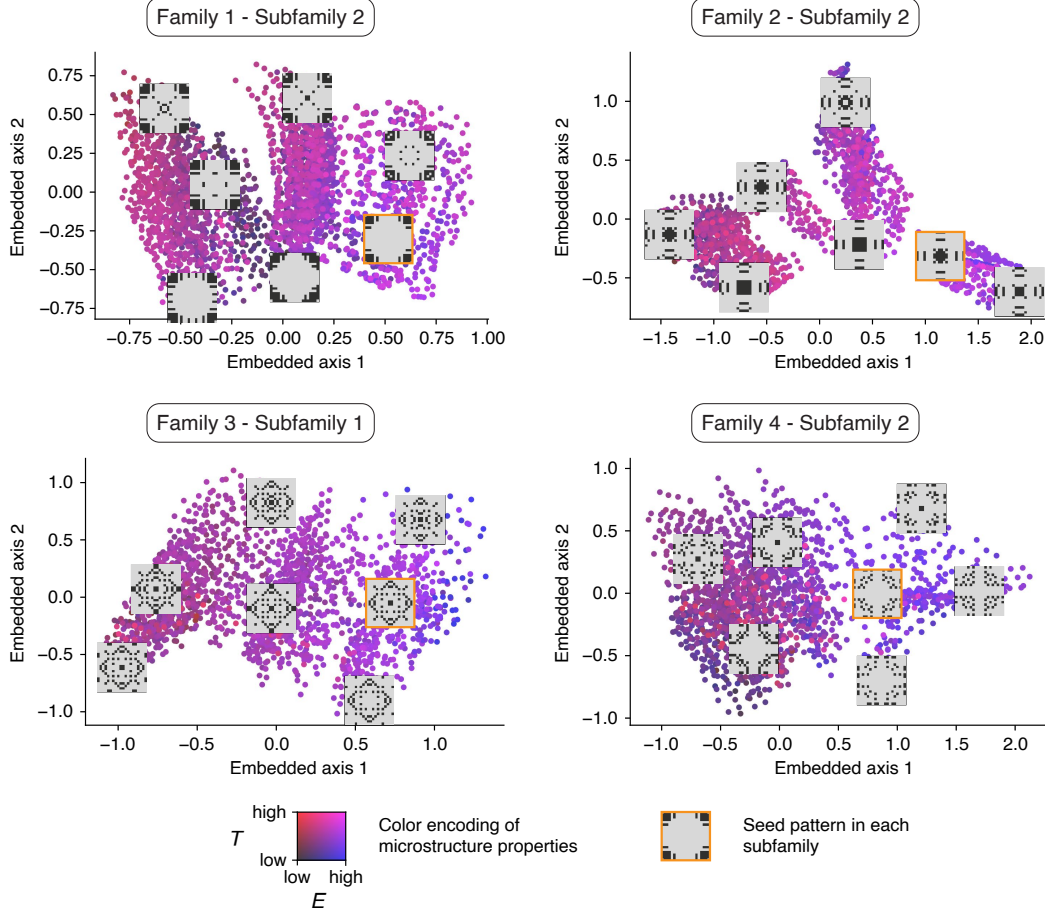 Family 1 - Subfamily 2
Embedded axis 2
0.75
0.50
0.25
0.00
−0.25
−0.50
−0.75
−0.75
−0.50
−0.25
0.00
0.25
0.50
0.75
1.00
Embedded axis 1
Family 2 - Subfamily 2
Embedded axis 2
1.0
0.5
0.0
−0.5
−1.5
−1.0
−0.5
0.0
0.5
1.0
1.5
2.0
Embedded axis 1
Family 3 - Subfamily 1
Embedded axis 2
1.0
0.5
0.0
−0.5
−1.0
−1.0
−0.5
0.0
0.5
1.0
Embedded axis 1
Family 4 - Subfamily 2
Embedded axis 2
1.0
0.5
0.0
−0.5
−1.0
−1.0
−0.5
0.0
0.5
1.0
1.5
2.0
Embedded axis 1
T
high
low
low
high
E
Color encoding of
microstructure properties
Seed pattern in each
subfamily